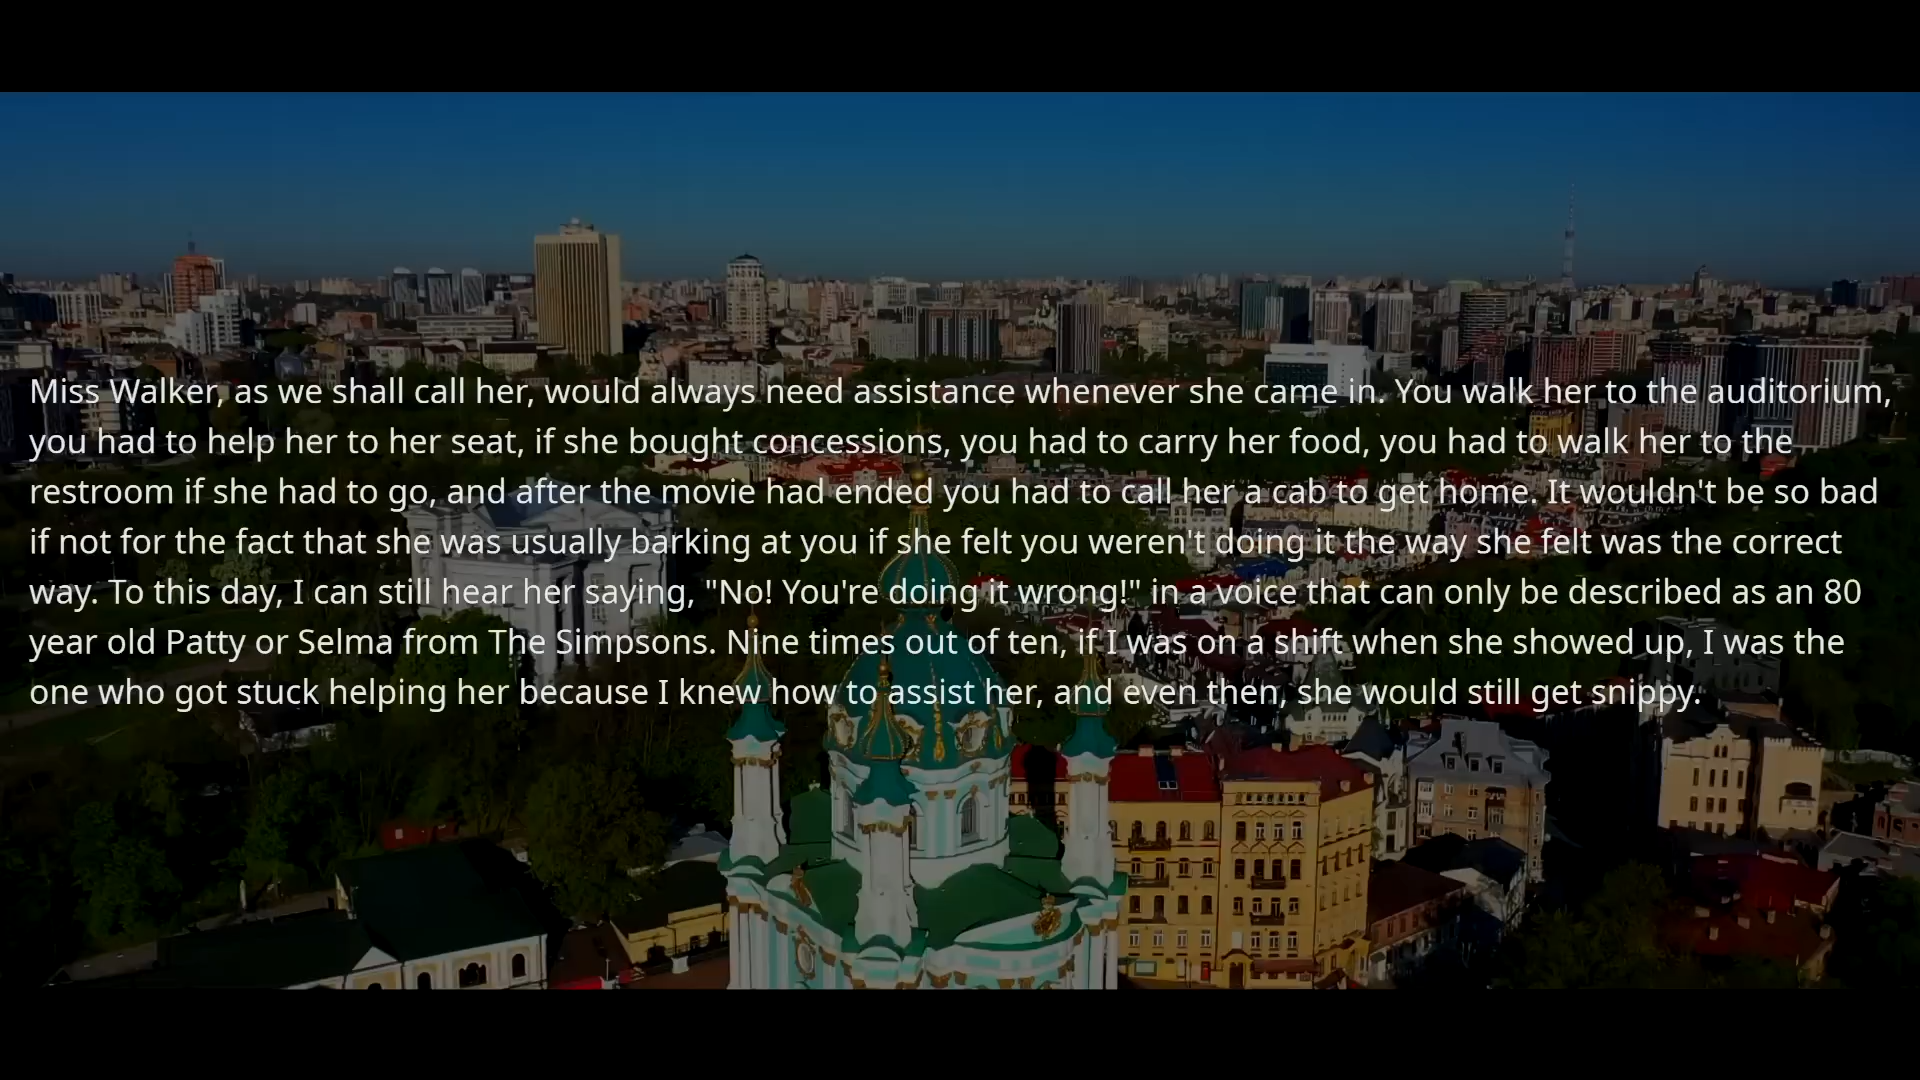 Miss Walker, as we shall call her, would always need assistance whenever she came in. You walk her to the auditorium,
you had to help her to her seat, if she bought concessions, you had to carry her food, you had to walk her to the
restroom if she had to go, and after the movie had ended you had to call her a cab to get home. It wouldn't be so bad
if not for the fact that she was usually barking at you if she felt you weren't doing it the way she felt was the correct
way. To this day, I can still hear her saying, "No! You're doing it wrong!" in a voice that can only be described as an 80
year old Patty or Selma from The Simpsons. Nine times out of ten, if I was on a shift when she showed up, I was the
one who got stuck helping her because I knew how to assist her, and even then, she would still get snippy.